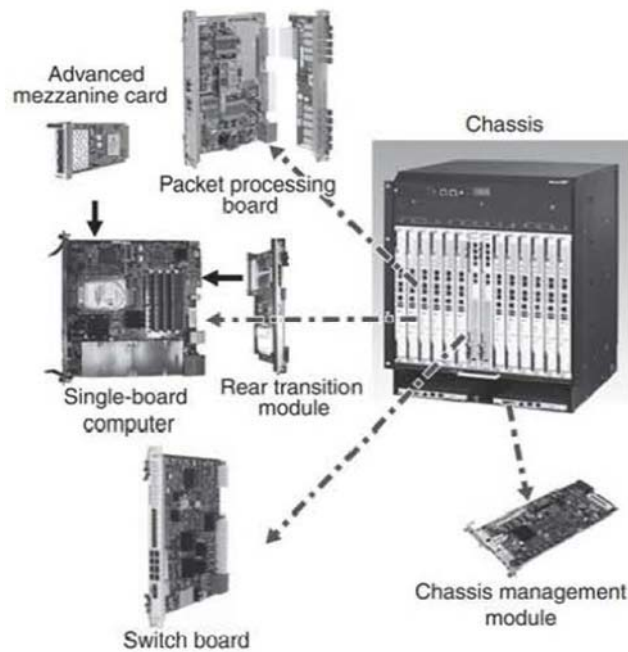 Advanced
mezzanine card
Chassis
Packet processing
board
Single-board
computer
Rear transition
module
Chassis management
module
Switch board